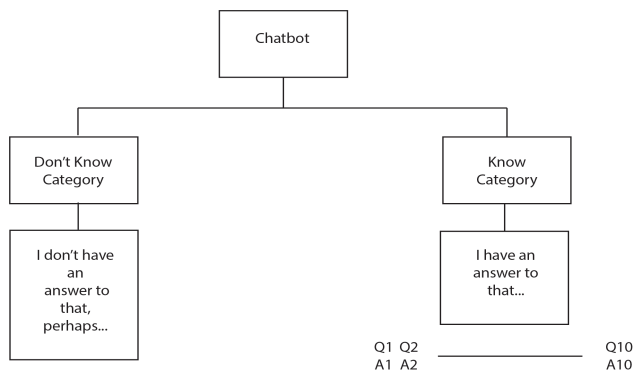 Chatbot
Don't Know
Category
I don't have
an
answer to
that,
perhaps...
Know
Category
I have an
answer to
that...
Q1 Q2 Q10
A1 A2 A10